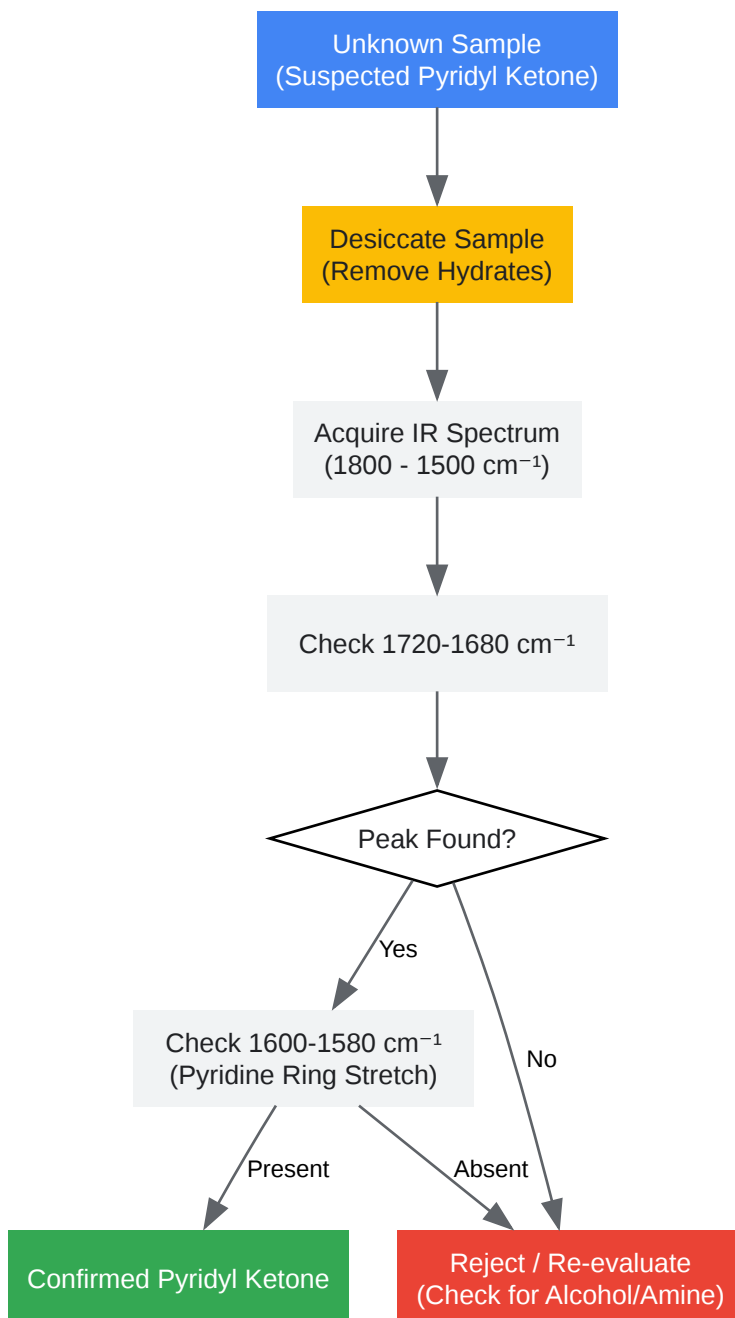 Unknown Sample
(Suspected Pyridyl Ketone)
Desiccate Sample
(Remove Hydrates)
Acquire IR Spectrum
(1800 - 1500 cm⁻¹)
Check 1720-1680 cm⁻¹
Peak Found?
Yes
Check 1600-1580 cm⁻¹
(Pyridine Ring Stretch)
No
Present
Absent
Confirmed Pyridyl Ketone
Reject / Re-evaluate
(Check for Alcohol/Amine)